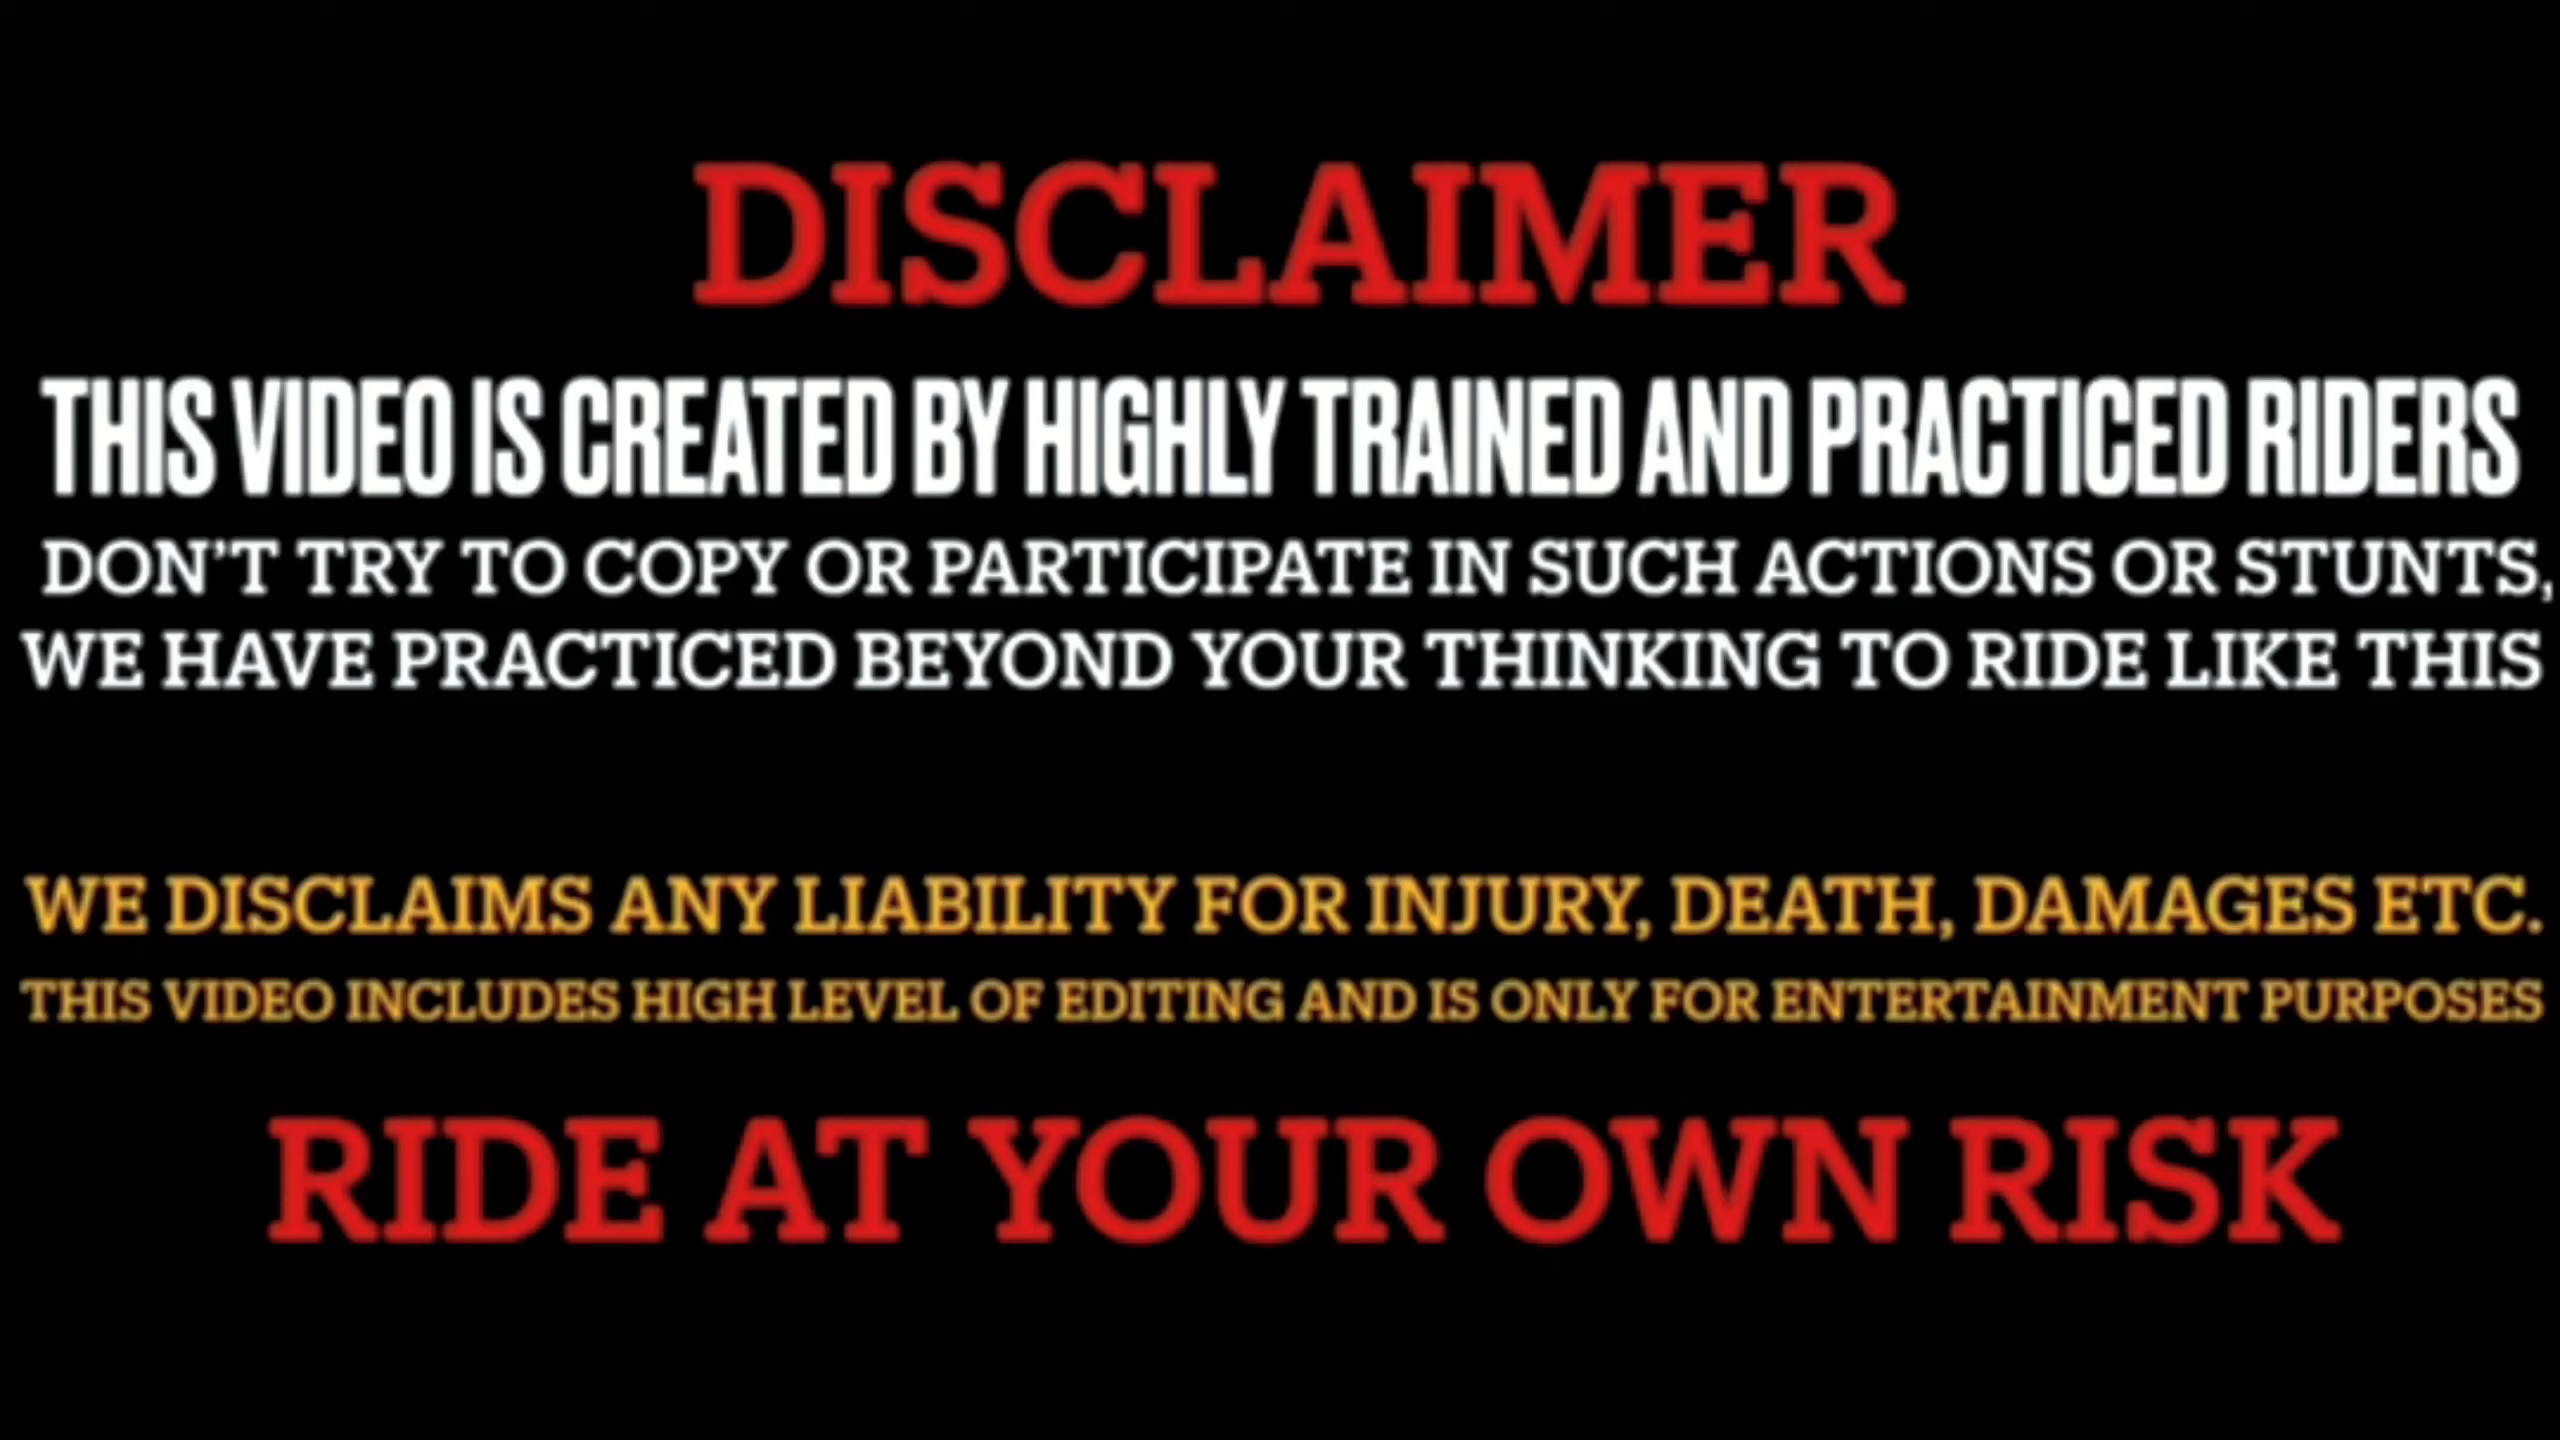 DISCLAIMER
THIS VIDEO IS CREATED BY HIGHLY TRAINED AND PRACTICED RIDERS
DON'T TRY TO COPY OR PARTICIPATE IN SUCH ACTIONS OR STUNTS,
WE HAVE PRACTICED BEYOND YOUR THINKING TO RIDE LIKE THIS
WE DISCLAIMS ANY LIABILITY FOR INJURY, DEATH, DAMAGES ETC.
THIS VIDEO INCLUDES HIGH LEVEL OF EDITING AND IS ONLY FOR ENTERTAINMENT PURPOSES
RIDE AT YOUR OWN RISK